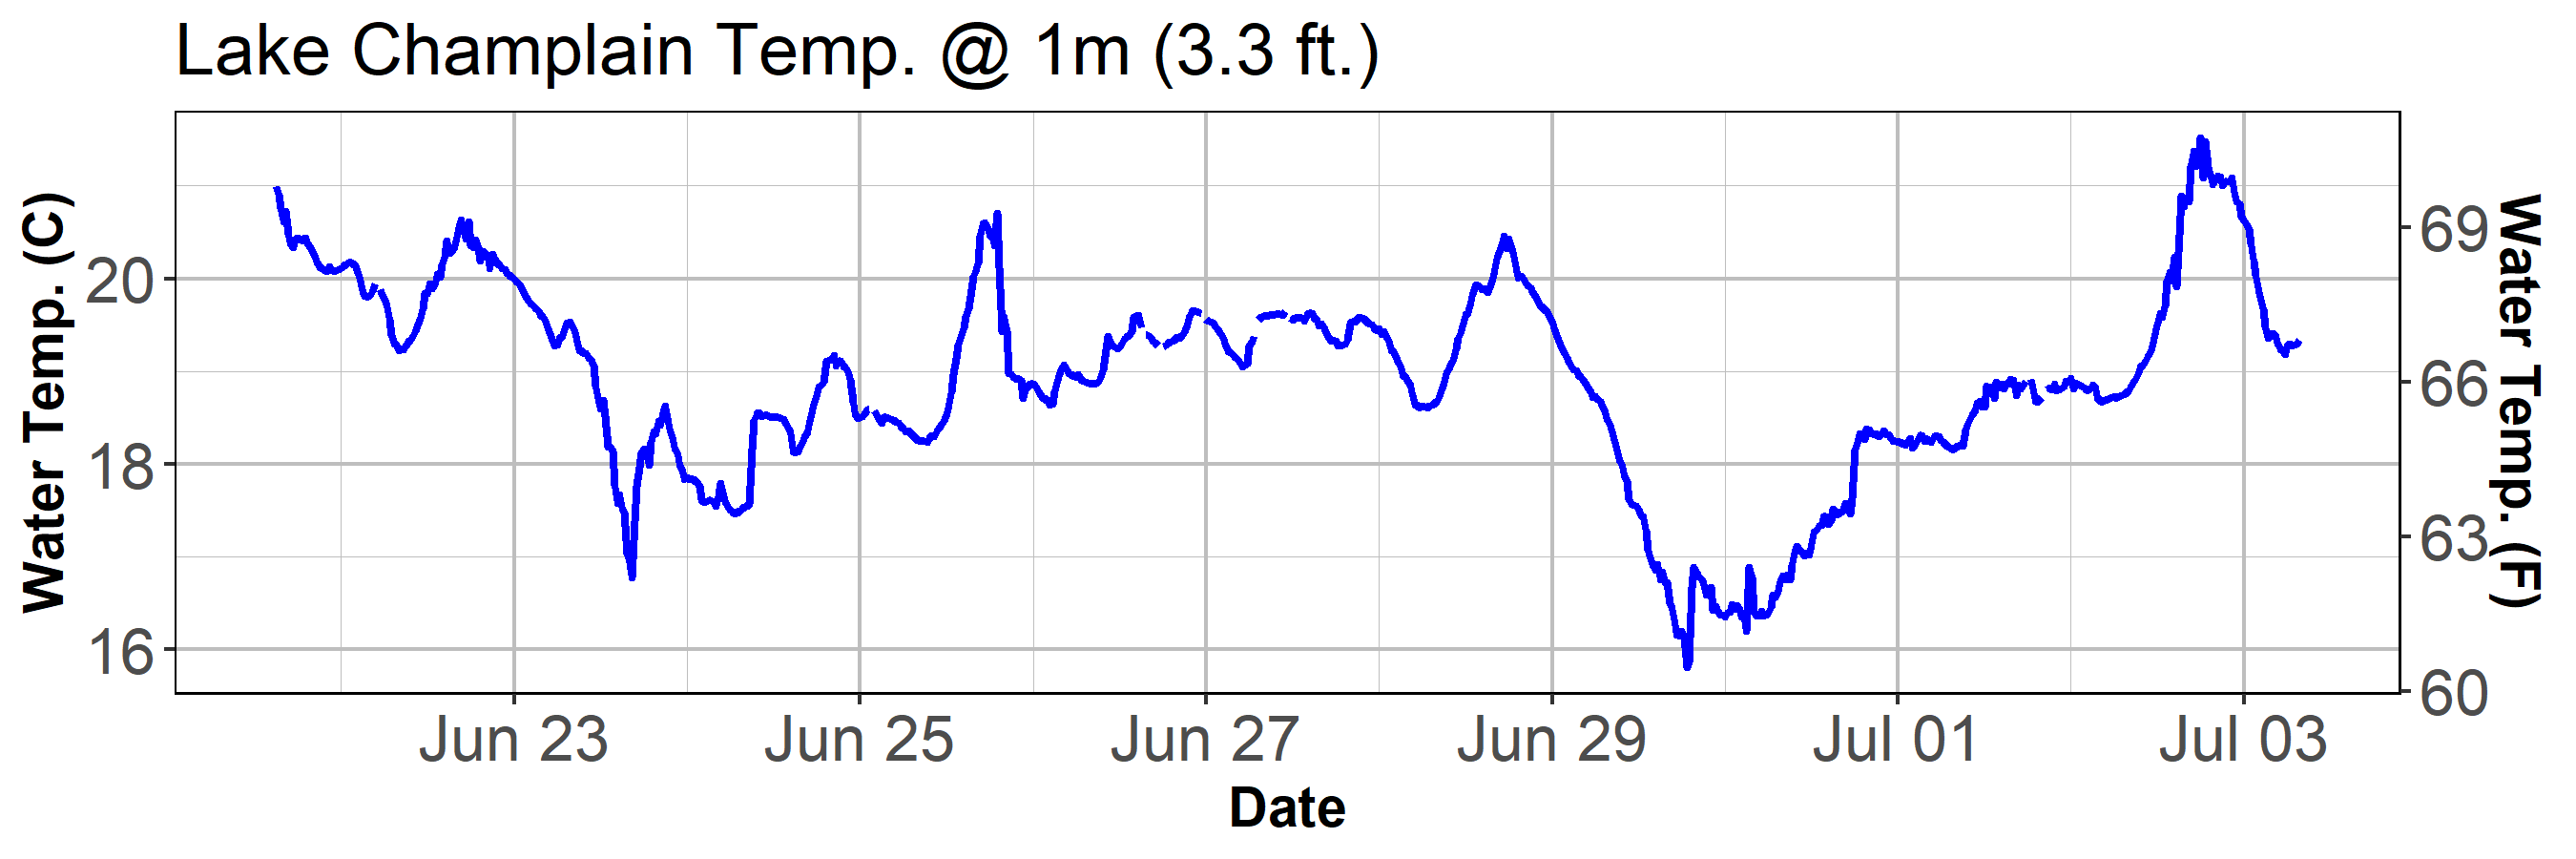 Lake Champlain Temp. @ 1m (3.3 ft.)
Water Temp. (C)
20
18
16
69
66
63
60
Water Temp. (F)
Jun 23 Jun 25 Jun 27 Jun 29 Jul 01 Jul 03
Date